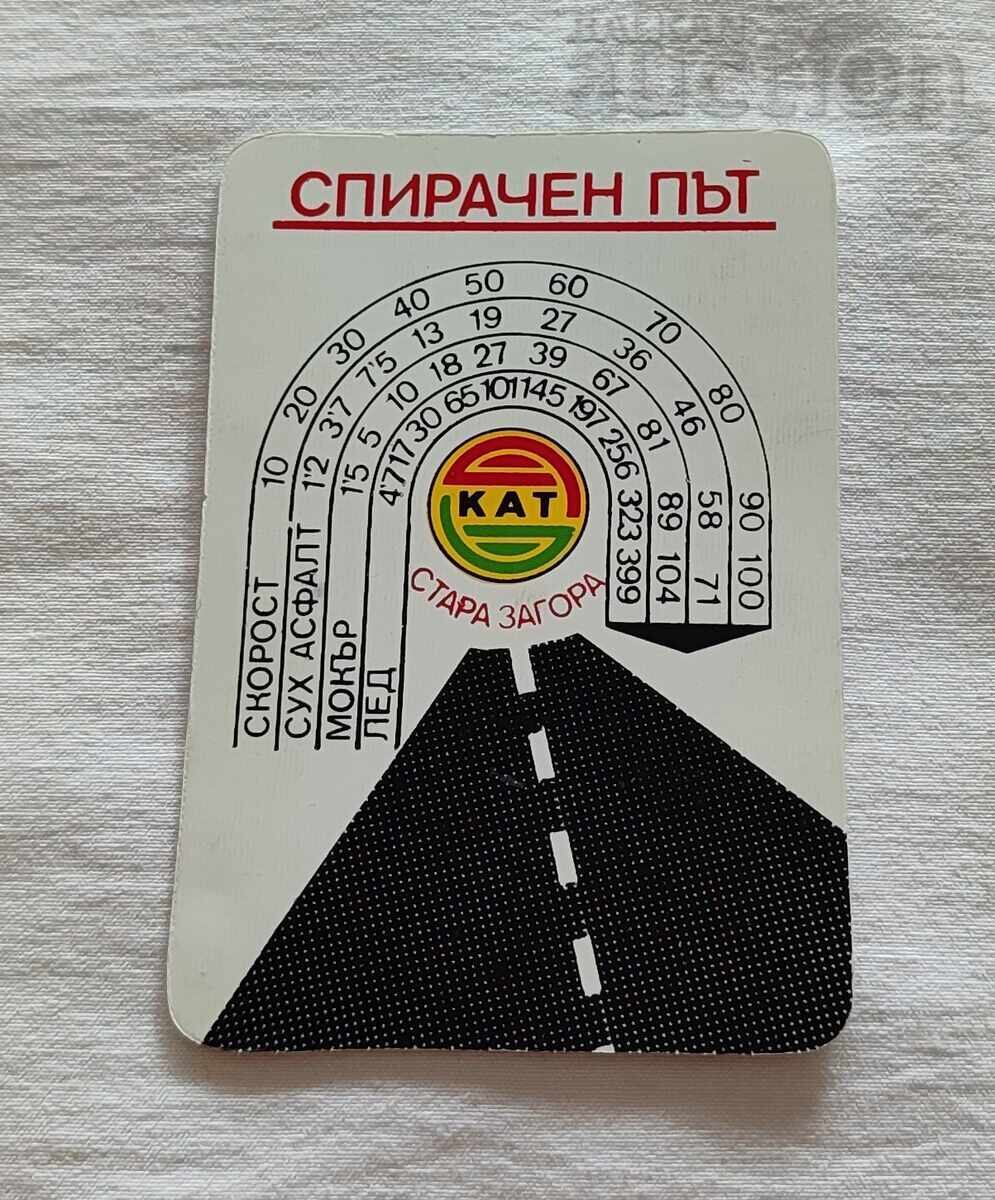 СПИРАЧЕН ПЪТ
СКОРОСТ 10 20 30 40 50 60 70 80 90 100
СУХ АСФАЛТ 1'2 3'7 7'5 13 19 27 36 46 58 71
МОКЪР 1'5 5 10 18 27 39 67 81 89 104
ЛЕД 4'7 17 30 65 101 145 197 256 323 399
КАТ
СТАРА ЗАГОРА
auction